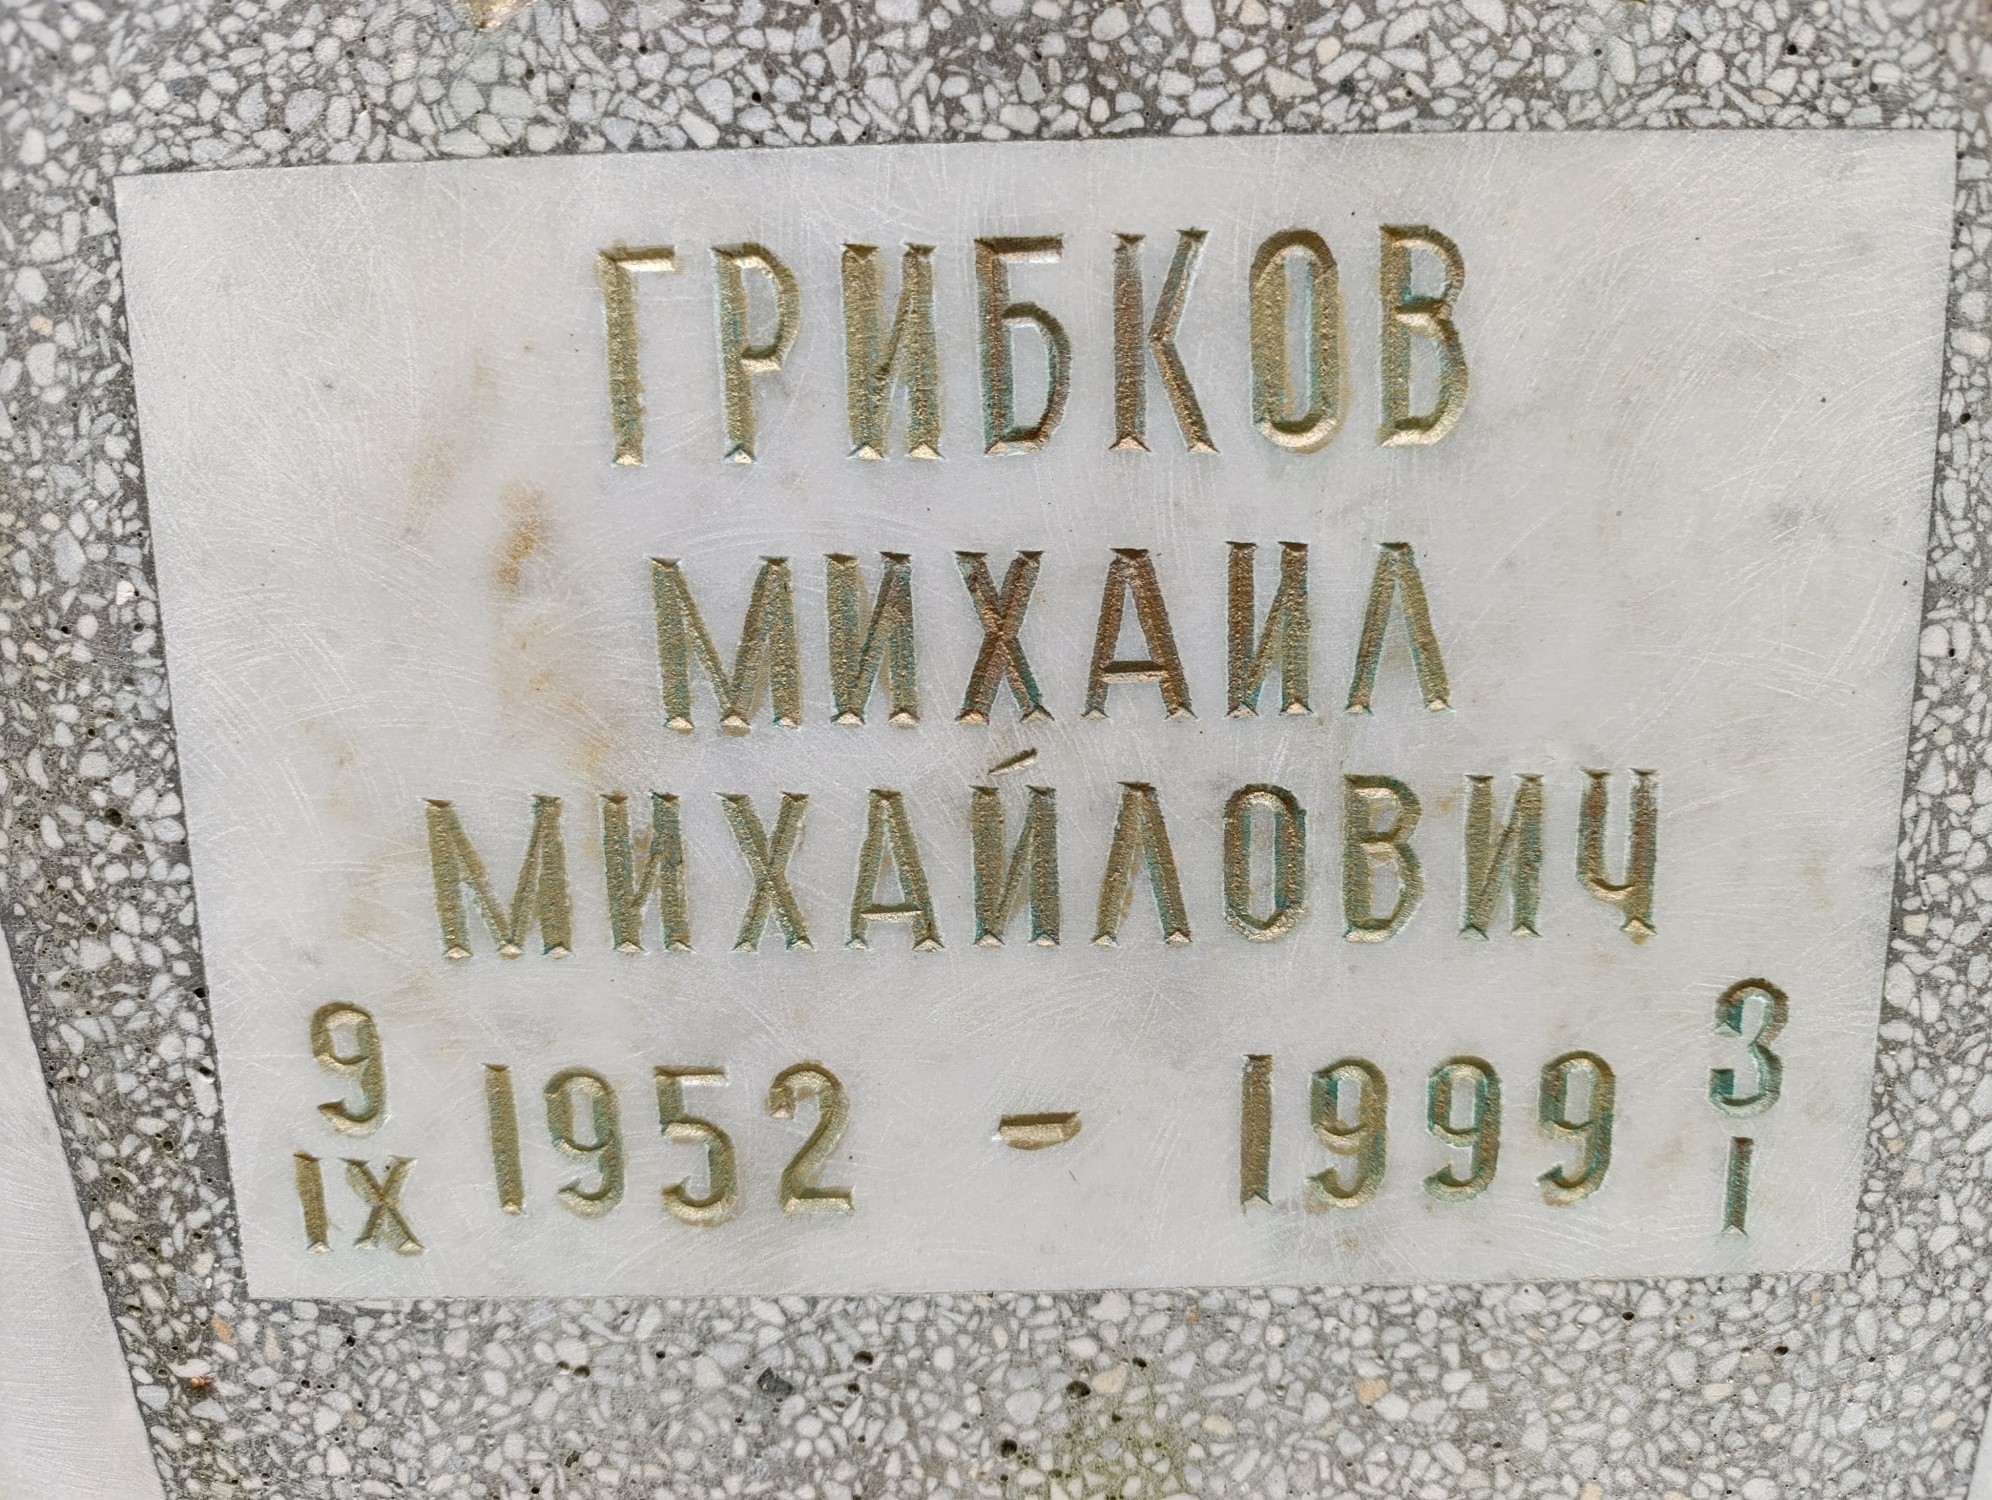 ГРИБКОВ
МИХАИЛ
МИХАЙЛОВИЧ
9 IX 1952 - 1999 3 I